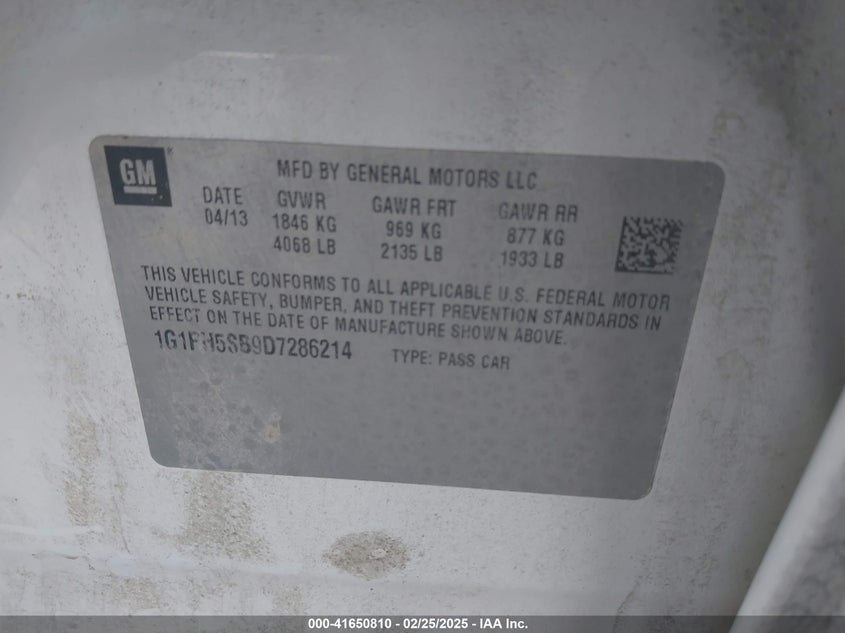 GM
MFD BY GENERAL MOTORS LLC
DATE GVWR GAWR FRT GAWR RR
04/13 1846 KG 969 KG 877 KG
4068 LB 2135 LB 1933 LB
THIS VEHICLE CONFORMS TO ALL APPLICABLE U.S. FEDERAL MOTOR
VEHICLE SAFETY, BUMPER, AND THEFT PREVENTION STANDARDS IN
EFFECT ON THE DATE OF MANUFACTURE SHOWN ABOVE.
1G1PH5SB9D7286214 TYPE: PASS CAR
000-41650810 - 02/25/2025 - IAA Inc.